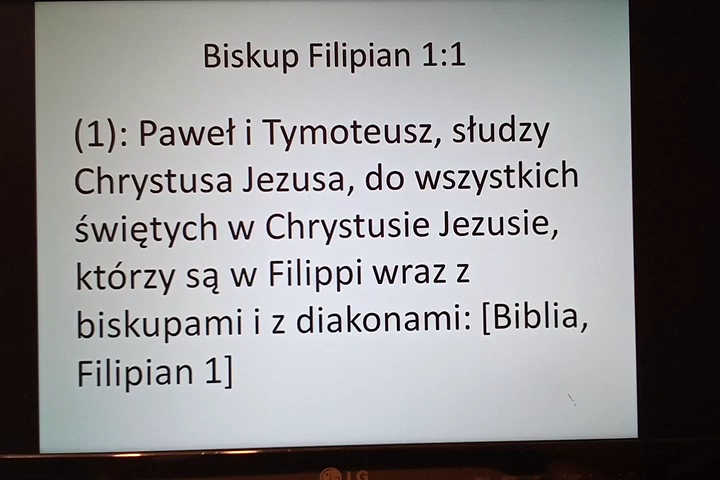 Biskup Filipian 1:1
(1): Paweł i Tymoteusz, słudzy
Chrystusa Jezusa, do wszystkich
świętych w Chrystusie Jezusie,
którzy są w Filippi wraz z
biskupami i z diakonami: [Biblia,
Filipian 1]
LG